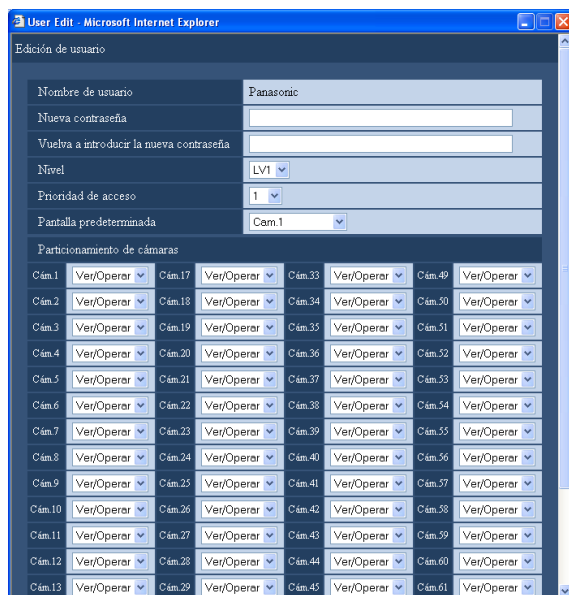 User Edit - Microsoft Internet Explorer
Edición de usuario
Nombre de usuario Panasonic
Nueva contraseña
Vuelva a introducir la nueva contraseña
Nivel LV1
Prioridad de acceso 1
Pantalla predeterminada Cam.1
Particionamiento de cámaras
Cám.1 Ver/Operar Cám.17 Ver/Operar Cám.33 Ver/Operar Cám.49 Ver/Operar
Cám.2 Ver/Operar Cám.18 Ver/Operar Cám.34 Ver/Operar Cám.50 Ver/Operar
Cám.3 Ver/Operar Cám.19 Ver/Operar Cám.35 Ver/Operar Cám.51 Ver/Operar
Cám.4 Ver/Operar Cám.20 Ver/Operar Cám.36 Ver/Operar Cám.52 Ver/Operar
Cám.5 Ver/Operar Cám.21 Ver/Operar Cám.37 Ver/Operar Cám.53 Ver/Operar
Cám.6 Ver/Operar Cám.22 Ver/Operar Cám.38 Ver/Operar Cám.54 Ver/Operar
Cám.7 Ver/Operar Cám.23 Ver/Operar Cám.39 Ver/Operar Cám.55 Ver/Operar
Cám.8 Ver/Operar Cám.24 Ver/Operar Cám.40 Ver/Operar Cám.56 Ver/Operar
Cám.9 Ver/Operar Cám.25 Ver/Operar Cám.41 Ver/Operar Cám.57 Ver/Operar
Cám.10 Ver/Operar Cám.26 Ver/Operar Cám.42 Ver/Operar Cám.58 Ver/Operar
Cám.11 Ver/Operar Cám.27 Ver/Operar Cám.43 Ver/Operar Cám.59 Ver/Operar
Cám.12 Ver/Operar Cám.28 Ver/Operar Cám.44 Ver/Operar Cám.60 Ver/Operar
Cám.13 Ver/Operar Cám.29 Ver/Operar Cám.45 Ver/Operar Cám.61 Ver/Operar